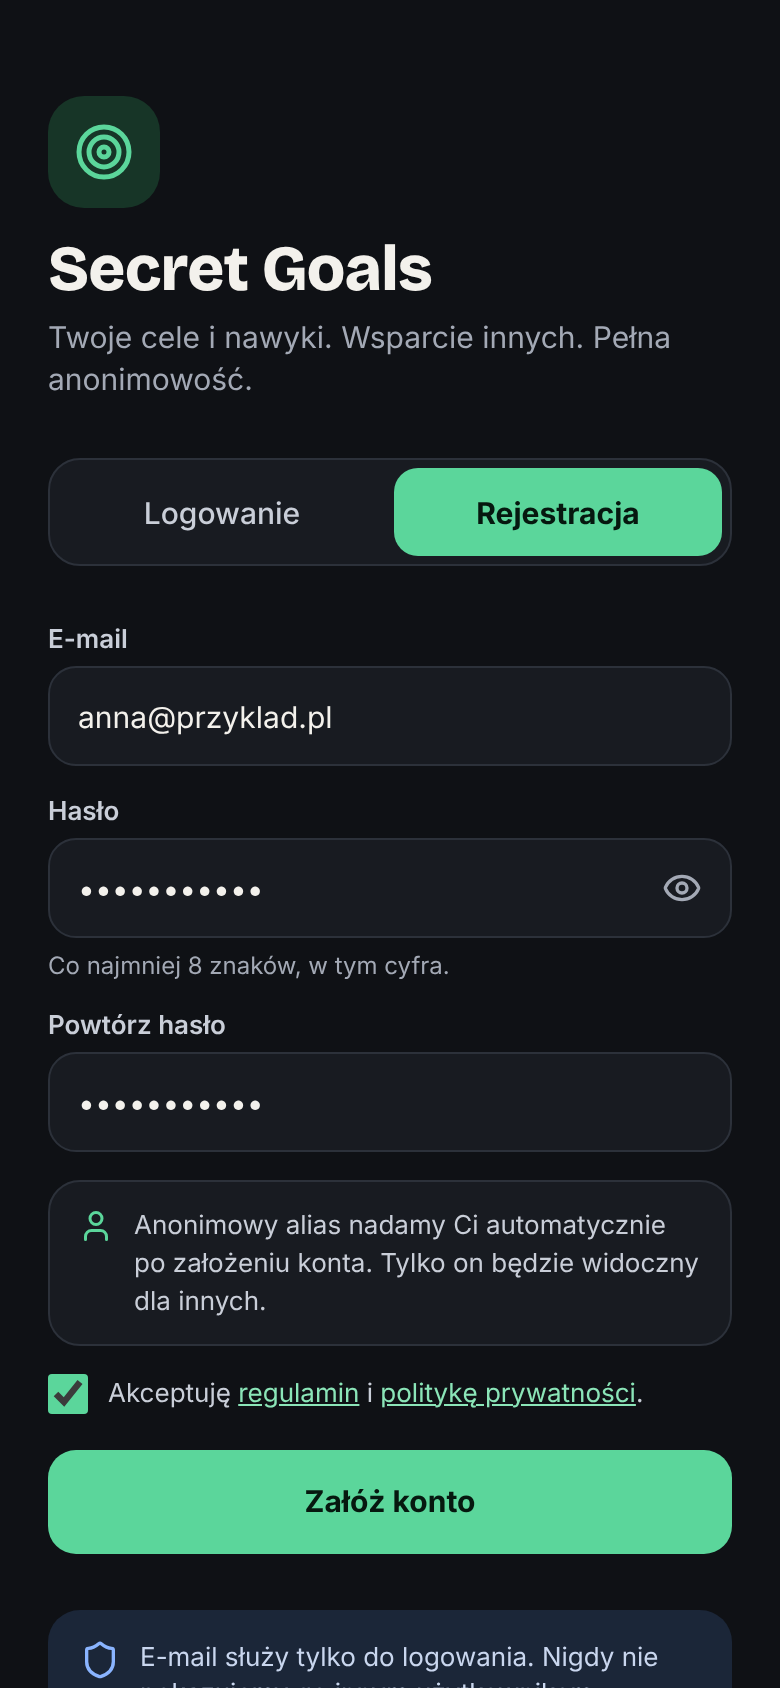 Secret Goals
Twoje cele i nawyki. Wsparcie innych. Pełna
anonimowość.
Logowanie
Rejestracja
E-mail
anna@przyklad.pl
Hasło
•••••••••••
Co najmniej 8 znaków, w tym cyfra.
Powtórz hasło
•••••••••••
Anonimowy alias nadamy Ci automatycznie
po założeniu konta. Tylko on będzie widoczny
dla innych.
Akceptuję regulamin i politykę prywatności.
Załóż konto
E-mail służy tylko do logowania. Nigdy nie